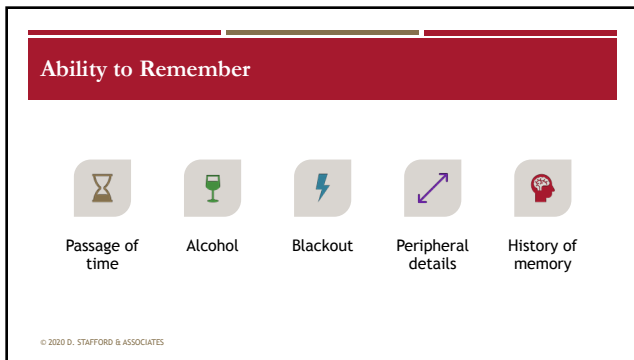 Ability to Remember
Passage of
time
Alcohol
Blackout
Peripheral
details
History of
memory
© 2020 D. STAFFORD & ASSOCIATES